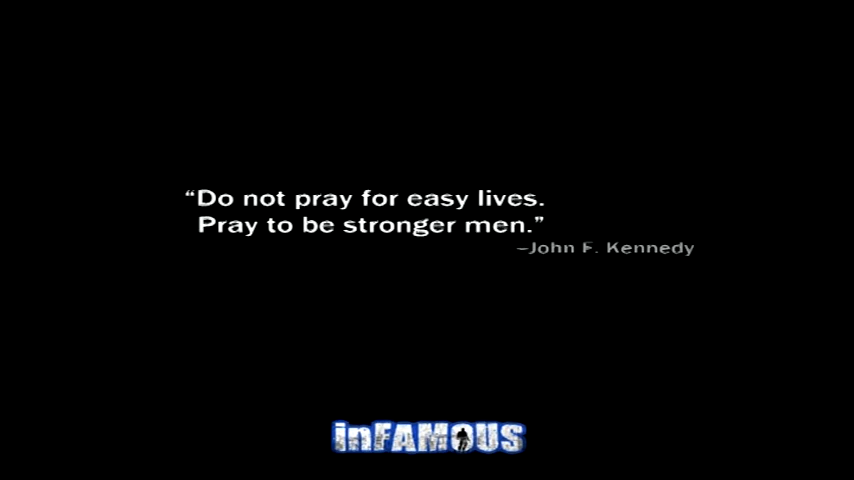 “Do not pray for easy lives.
Pray to be stronger men.”
–John F. Kennedy
inFAMOUS